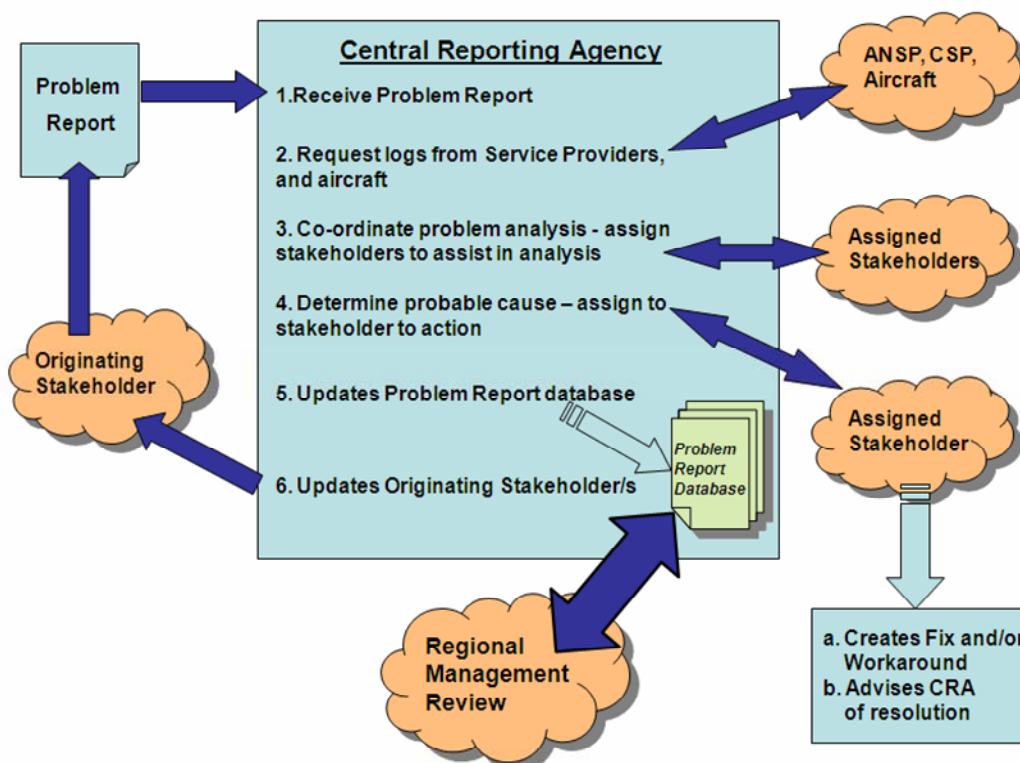 Central Reporting Agency
Problem
Report
1.Receive Problem Report
2. Request logs from Service Providers,
and aircraft
3. Co-ordinate problem analysis - assign
stakeholders to assist in analysis
4. Determine probable cause – assign to
stakeholder to action
5. Updates Problem Report database
6. Updates Originating Stakeholder/s
Problem
Report
Database
Originating
Stakeholder
ANSP, CSP,
Aircraft
Assigned
Stakeholders
Assigned
Stakeholder
a. Creates Fix and/or
Workaround
b. Advises CRA
of resolution
Regional
Management
Review